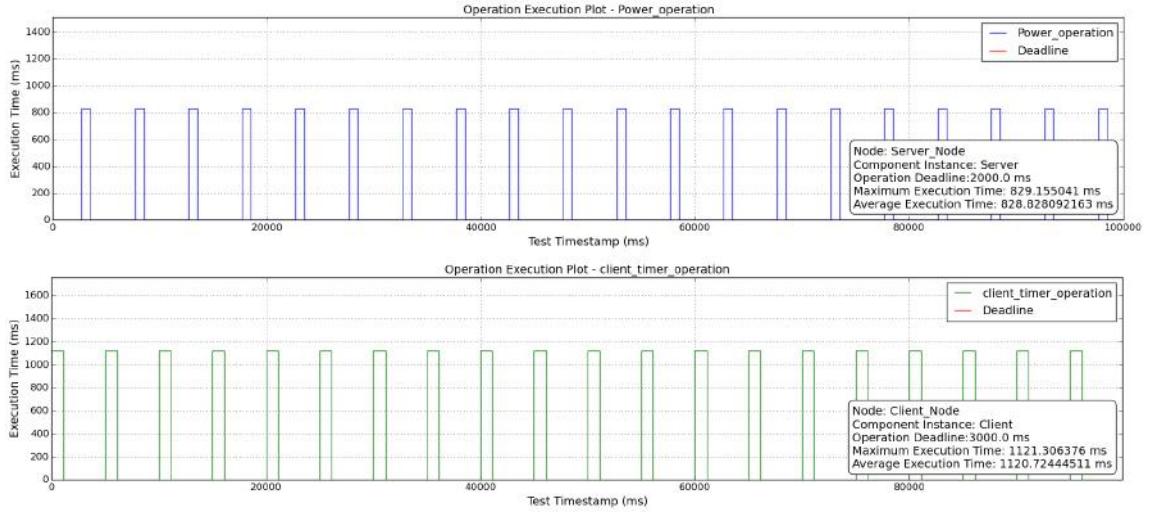 Operation Execution Plot - Power_operation
1400
1200
1000
800
600
400
200
0
Execution Time (ms)
Power_operation
Deadline
Node: Server_Node
Component Instance: Server
Operation Deadline:2000.0 ms
Maximum Execution Time: 829.155041 ms
Average Execution Time: 828.828092163 ms
0 20000 40000 60000 80000 100000
Test Timestamp (ms)
Operation Execution Plot - client_timer_operation
1600
1400
1200
1000
800
600
400
200
0
Execution Time (ms)
client_timer_operation
Deadline
Node: Client_Node
Component Instance: Client
Operation Deadline:3000.0 ms
Maximum Execution Time: 1121.306376 ms
Average Execution Time: 1120.72444511 ms
0 20000 40000 60000 80000
Test Timestamp (ms)